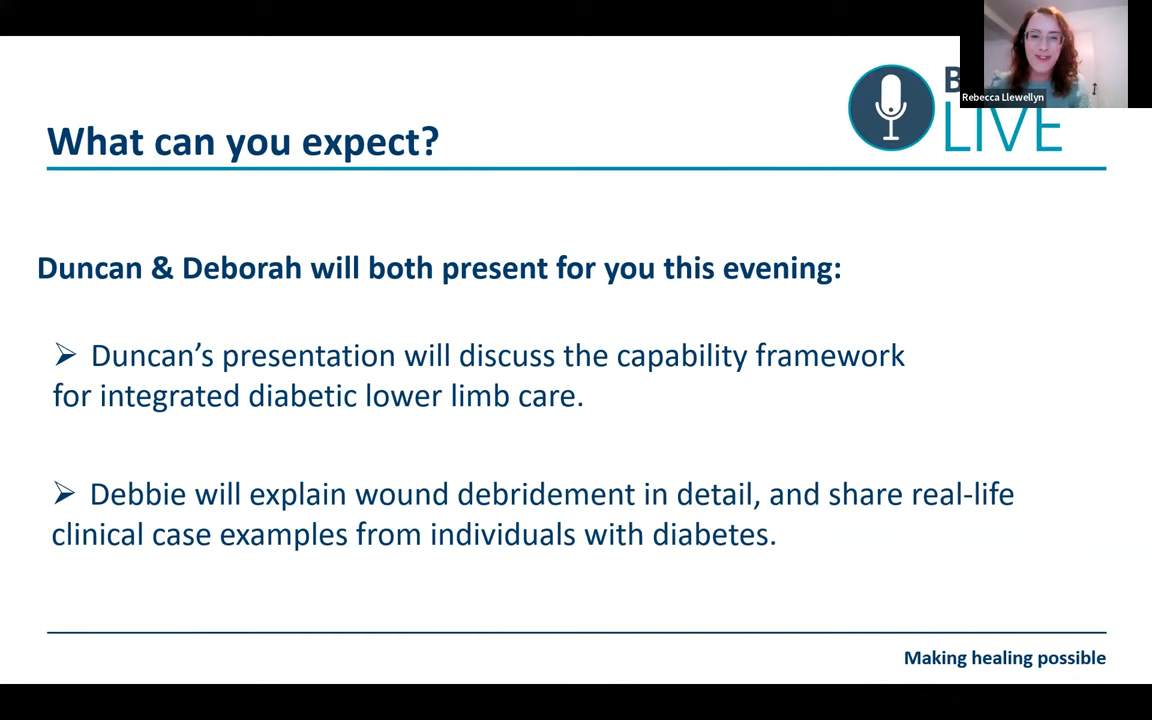 Rebecca Llewellyn
LIVE
What can you expect?
Duncan & Deborah will both present for you this evening:
➢ Duncan’s presentation will discuss the capability framework
for integrated diabetic lower limb care.
➢ Debbie will explain wound debridement in detail, and share real-life
clinical case examples from individuals with diabetes.
Making healing possible